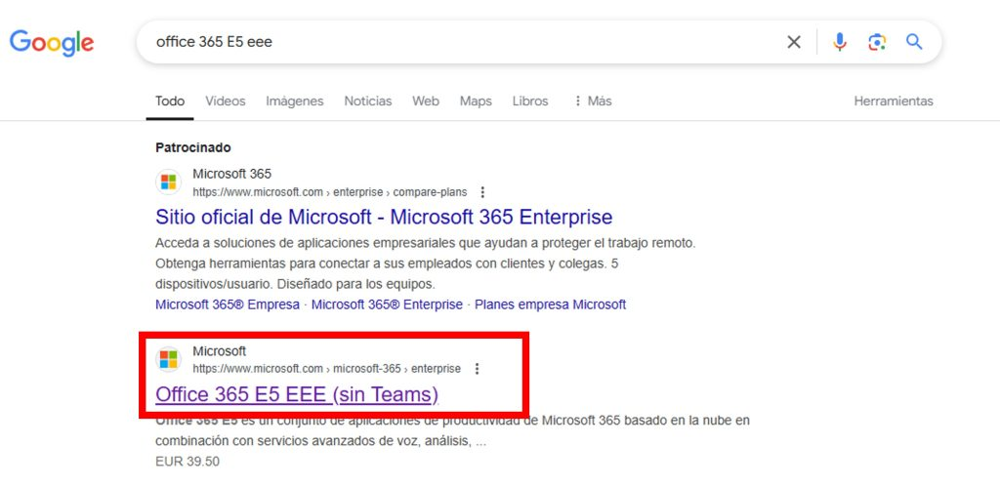 Google
office 365 E5 eee
Todo Videos Imágenes Noticias Web Maps Libros Más Herramientas
Patrocinado
Microsoft 365
https://www.microsoft.com › enterprise › compare-plans
Sitio oficial de Microsoft - Microsoft 365 Enterprise
Acceda a soluciones de aplicaciones empresariales que ayudan a proteger el trabajo remoto.
Obtenga herramientas para conectar a sus empleados con clientes y colegas. 5
dispositivos/usuario. Diseñado para los equipos.
Microsoft 365® Empresa · Microsoft 365® Enterprise · Planes empresa Microsoft
Microsoft
https://www.microsoft.com › microsoft-365 › enterprise
Office 365 E5 EEE (sin Teams)
Office 365 E5 es un conjunto de aplicaciones de productividad de Microsoft 365 basado en la nube en
combinación con servicios avanzados de voz, análisis, ...
EUR 39.50